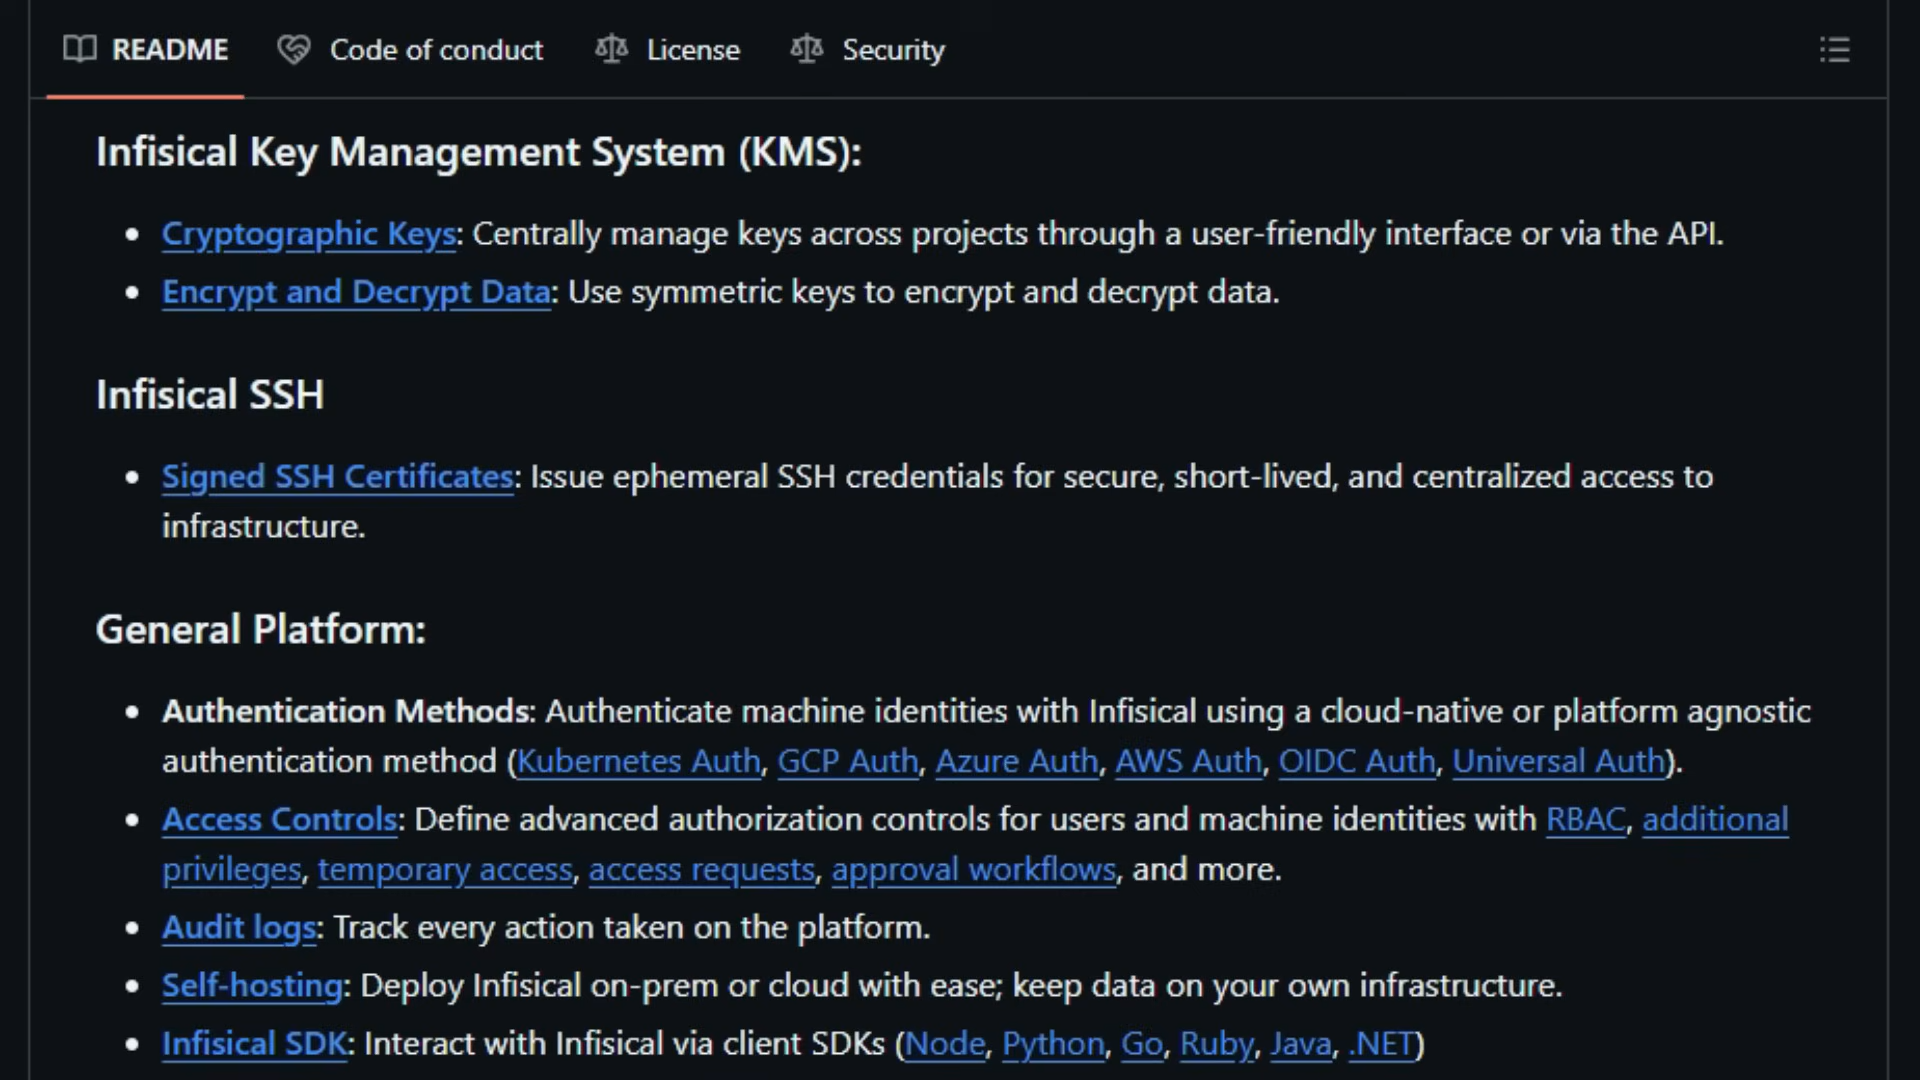 README Code of conduct License Security
Infisical Key Management System (KMS):
Cryptographic Keys: Centrally manage keys across projects through a user-friendly interface or via the API.
Encrypt and Decrypt Data: Use symmetric keys to encrypt and decrypt data.
Infisical SSH
Signed SSH Certificates: Issue ephemeral SSH credentials for secure, short-lived, and centralized access to
infrastructure.
General Platform:
Authentication Methods: Authenticate machine identities with Infisical using a cloud-native or platform agnostic
authentication method (Kubernetes Auth, GCP Auth, Azure Auth, AWS Auth, OIDC Auth, Universal Auth).
Access Controls: Define advanced authorization controls for users and machine identities with RBAC, additional
privileges, temporary access, access requests, approval workflows, and more.
Audit logs: Track every action taken on the platform.
Self-hosting: Deploy Infisical on-prem or cloud with ease; keep data on your own infrastructure.
Infisical SDK: Interact with Infisical via client SDKs (Node, Python, Go, Ruby, Java, .NET)